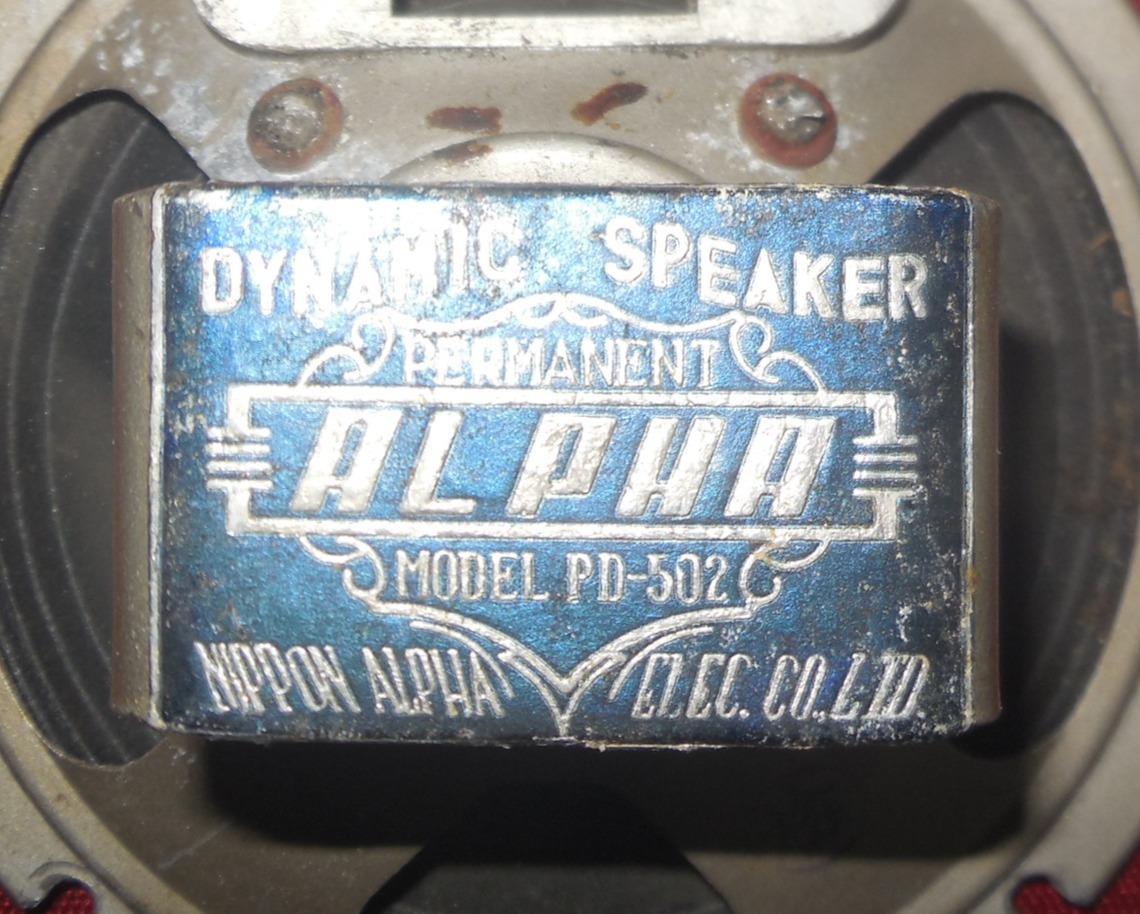 DYNAMIC SPEAKER
PERMANENT
ALPHA
MODEL PD-502
NIPPON ALPHA ELEC. CO., LTD.